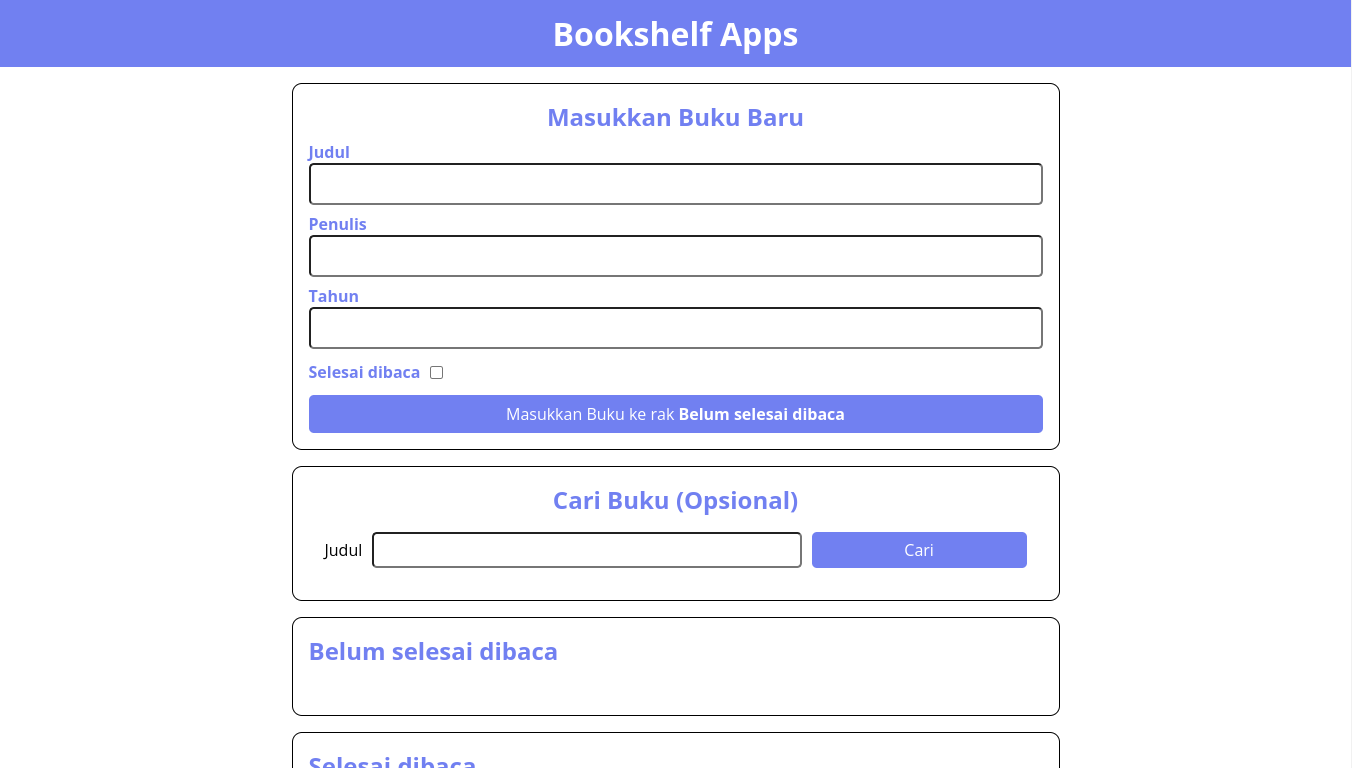 Bookshelf Apps
Masukkan Buku Baru
Judul
Penulis
Tahun
Selesai dibaca
Masukkan Buku ke rak Belum selesai dibaca
Cari Buku (Opsional)
Judul
Cari
Belum selesai dibaca
Selesai dibaca